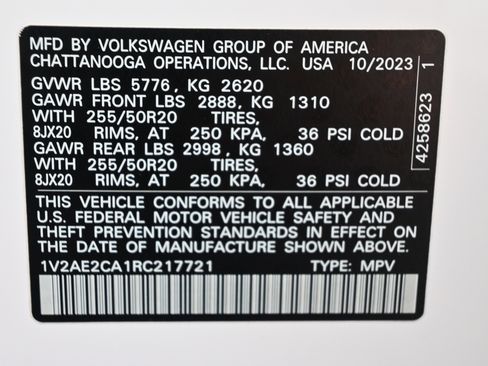 MFD BY VOLKSWAGEN GROUP OF AMERICA
CHATTANOOGA OPERATIONS, LLC. USA 10/2023
GVWR LBS 5776, KG 2620
GAWR FRONT LBS 2888, KG 1310
WITH 255/50R20 TIRES,
8JX20 RIMS, AT 250 KPA, 36 PSI COLD
GAWR REAR LBS 2998, KG 1360
WITH 255/50R20 TIRES,
8JX20 RIMS, AT 250 KPA, 36 PSI COLD
THIS VEHICLE CONFORMS TO ALL APPLICABLE
U.S. FEDERAL MOTOR VEHICLE SAFETY AND
THEFT PREVENTION STANDARDS IN EFFECT ON
THE DATE OF MANUFACTURE SHOWN ABOVE.
1V2AE2CA1RC217721 TYPE: MPV
4258623 1